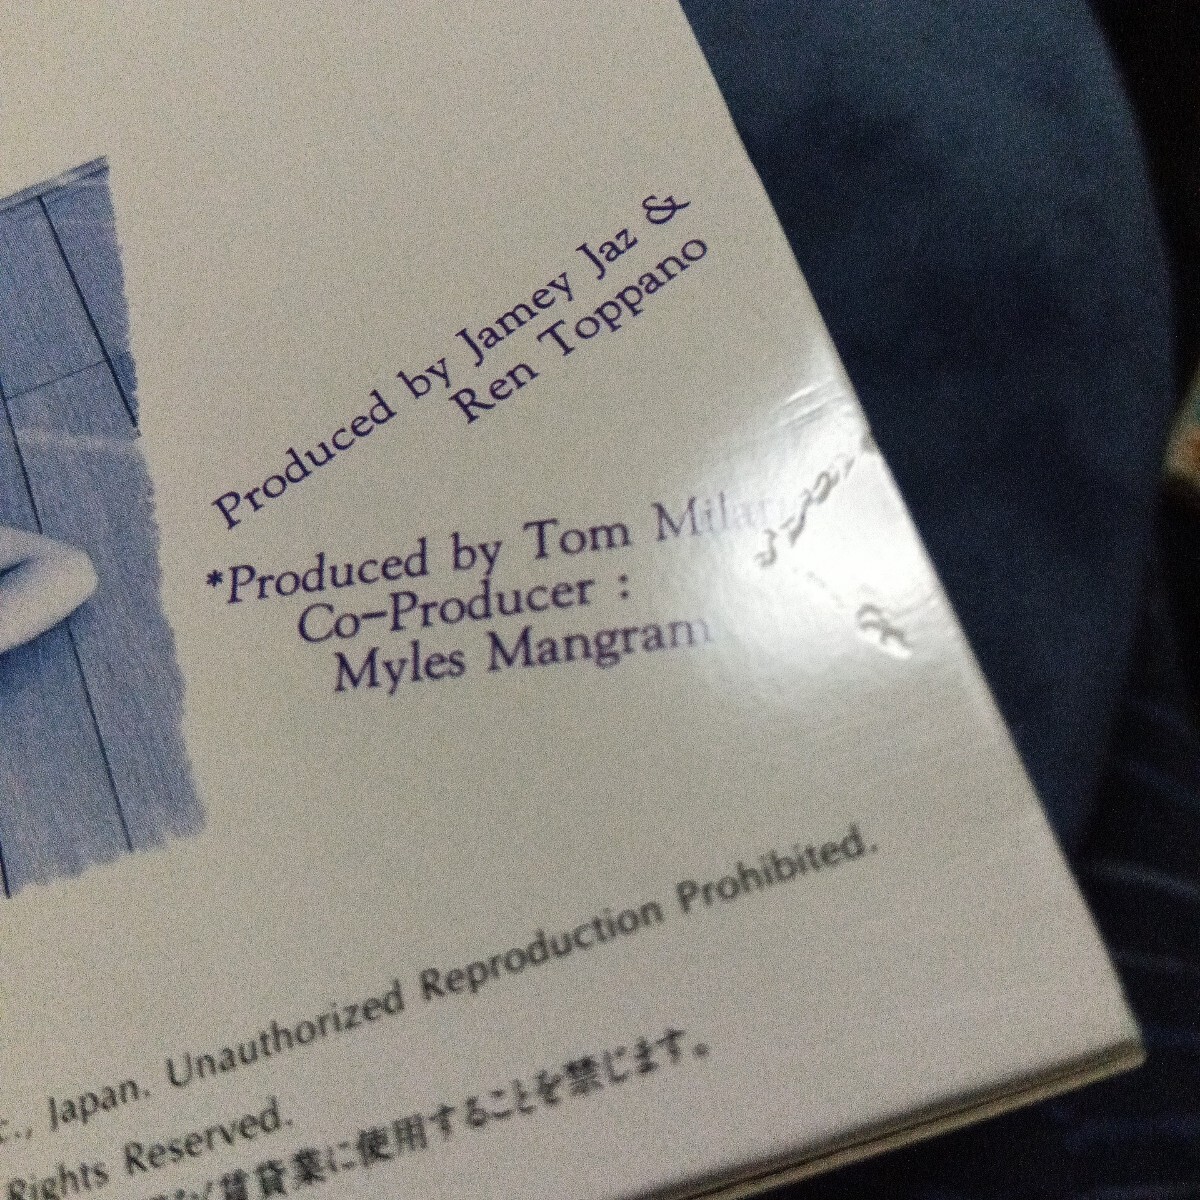 Produced by Jamey Jaz &
Ren Toppano
*Produced by Tom
Co-Producer :
Myles Mangram
Japan. Unauthorized Reproduction Prohibited.
Rights Reserved.
賃貸業に使用することを禁じます。